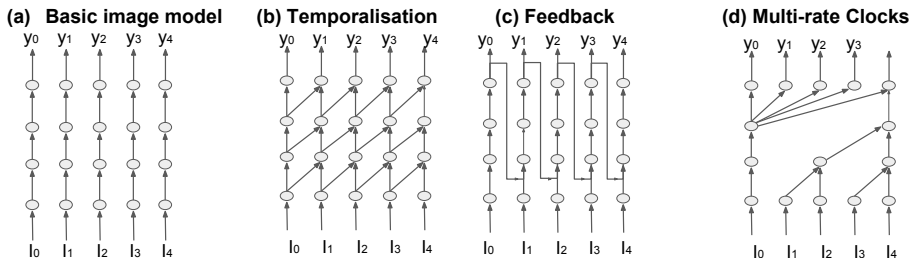 (a) Basic image model (b) Temporalisation (c) Feedback (d) Multi-rate Clocks
y0 y1 y2 y3 y4 y0 y1 y2 y3 y4 y0 y1 y2 y3 y4 y0 y1 y2 y3
I0 I1 I2 I3 I4 I0 I1 I2 I3 I4 I0 I1 I2 I3 I4 I0 I1 I2 I3 I4